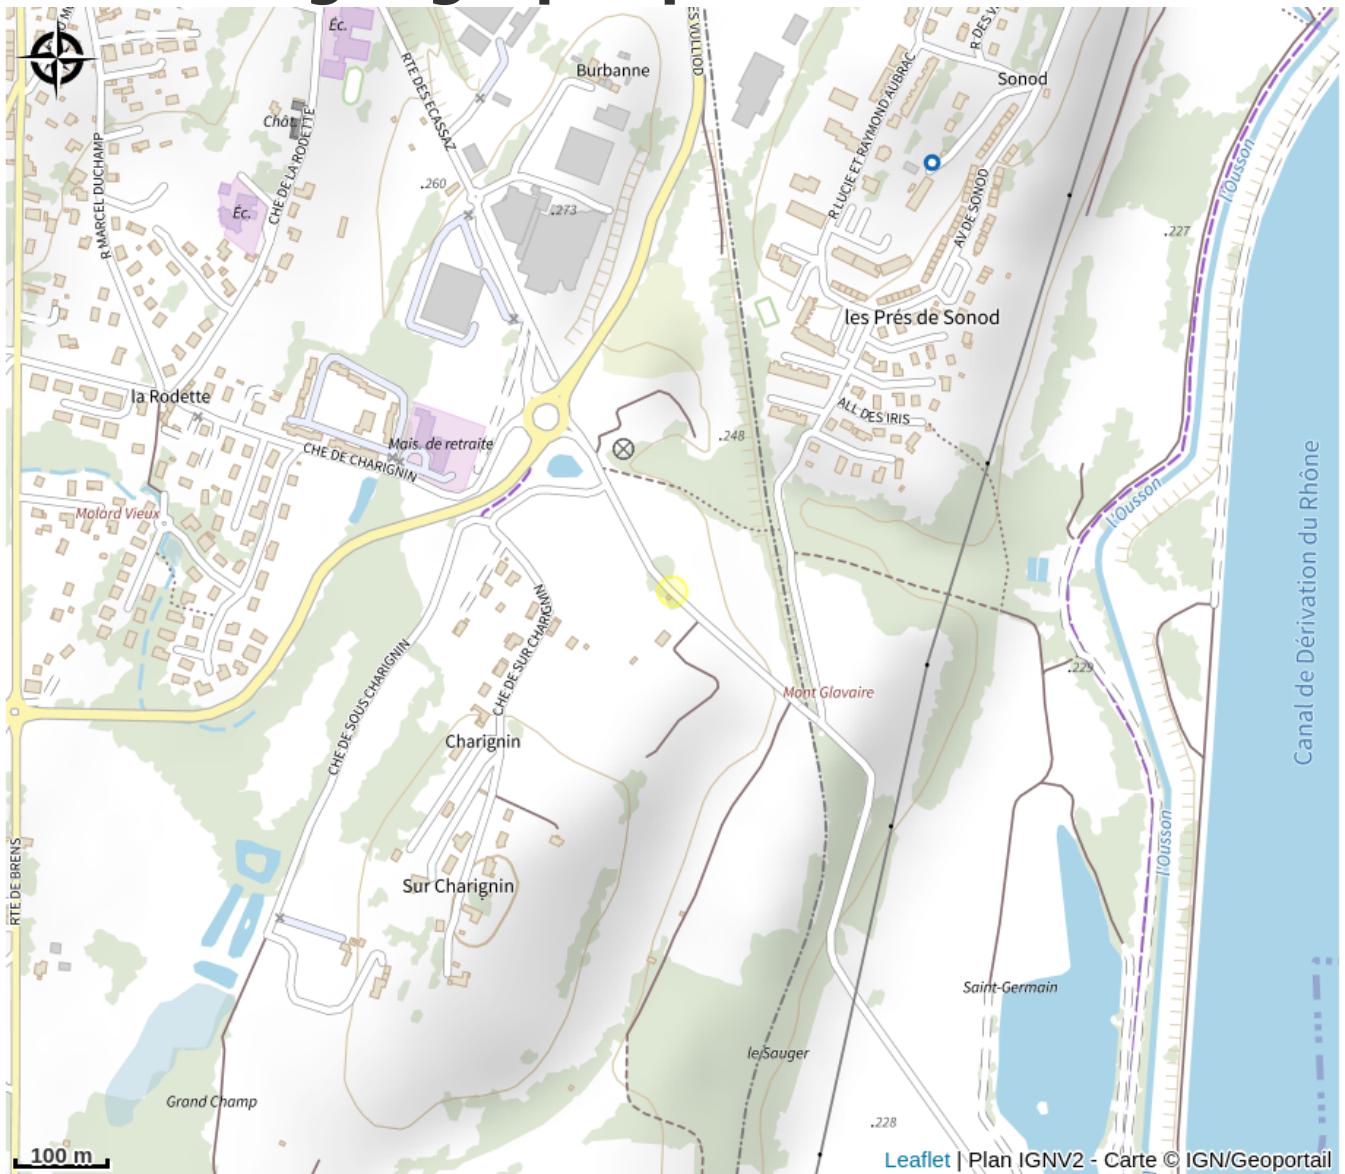 Éc.
RTE DES ECASSAZ
Burbanne
R LUCIE ET RAYMOND AUBRAC
R DES V
Sonod
Chât.
R MARCEL DUCHAMP
CHE DE LA RODETTE
.260
.273
Éc.
AV DE SONOD
.227
l'Ousson
les Prés de Sonod
la Rodette
ALL DES IRIS
.248
Mais. de retraite
CHE DE CHARIGNIN
Molard Vieux
l'Ousson
Canal de Dérivation du Rhône
CHE DE SUR CHARIGNIN
CHE DE SOUS CHARIGNIN
.229
Mont Glavaire
Charignin
RTE DE BRENS
l'Ousson
Sur Charignin
Saint-Germain
le Sauger
Grand Champ
.228
100 m
Leaflet | Plan IGNV2 - Carte © IGN/Geoportail